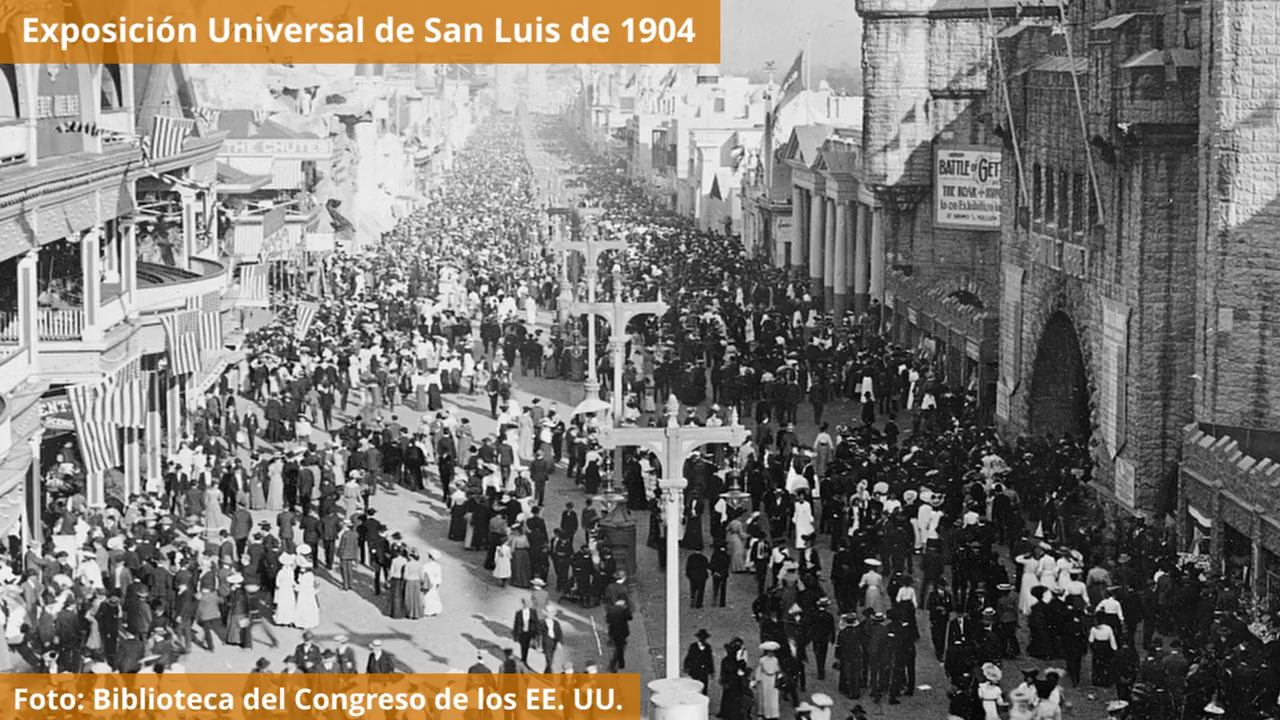 Exposición Universal de San Luis de 1904
THE CHUTES
BATTLE of GET
ENT
Foto: Biblioteca del Congreso de los EE. UU.